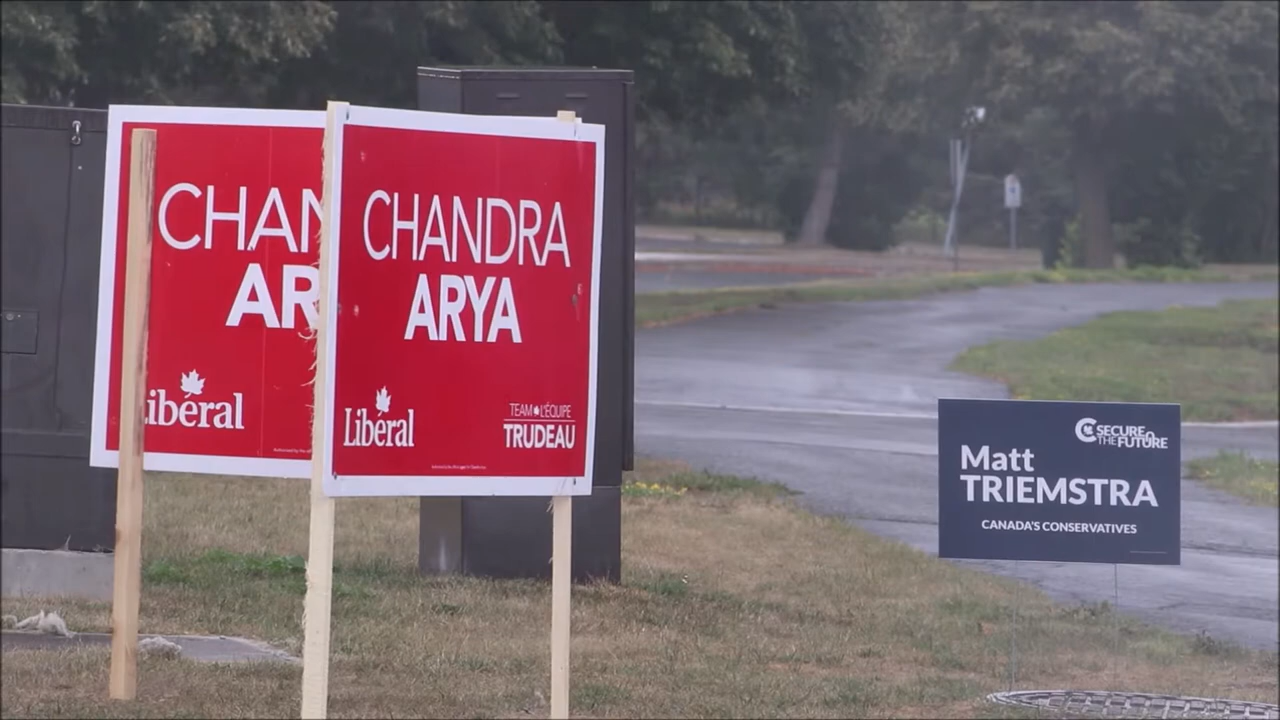 CHAN
AR
Liberal
CHANDRA
ARYA
Liberal
TEAM L'ÉQUIPE
TRUDEAU
SECURE
THE FUTURE
Matt
TRIEMSTRA
CANADA'S CONSERVATIVES